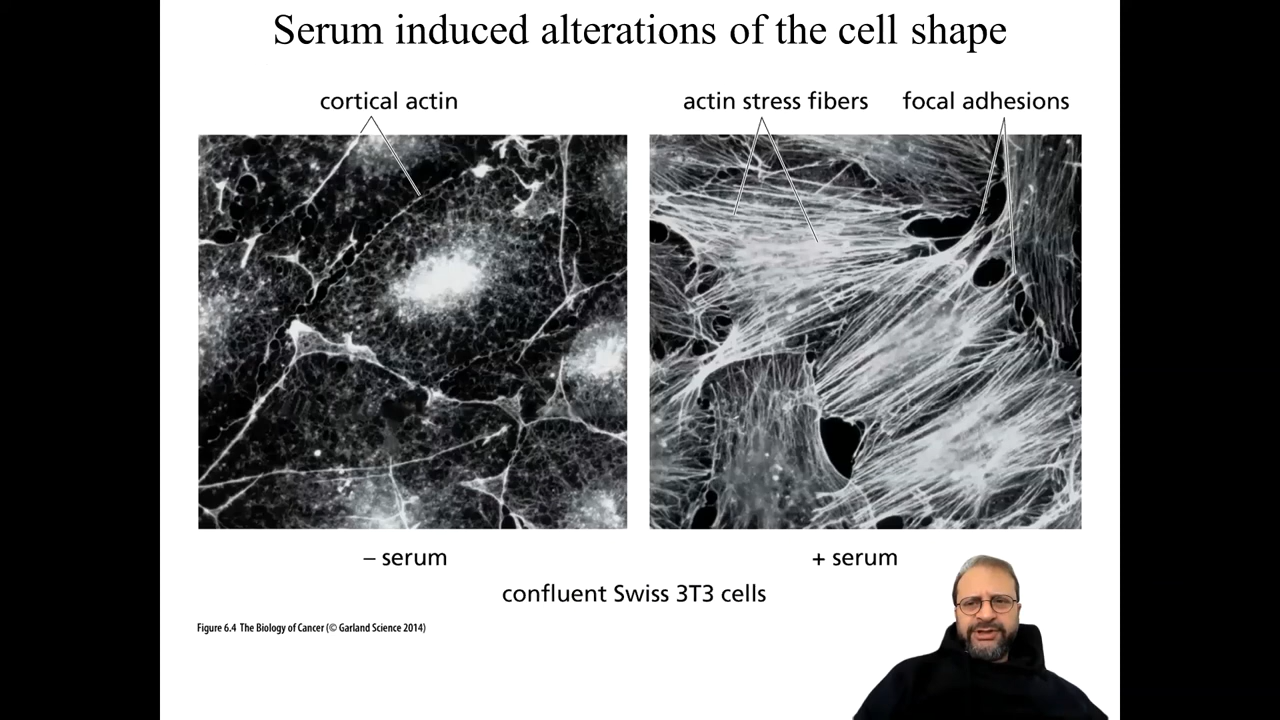 Serum induced alterations of the cell shape
cortical actin
actin stress fibers
focal adhesions
– serum
+ serum
confluent Swiss 3T3 cells
Figure 6.4 The Biology of Cancer (© Garland Science 2014)